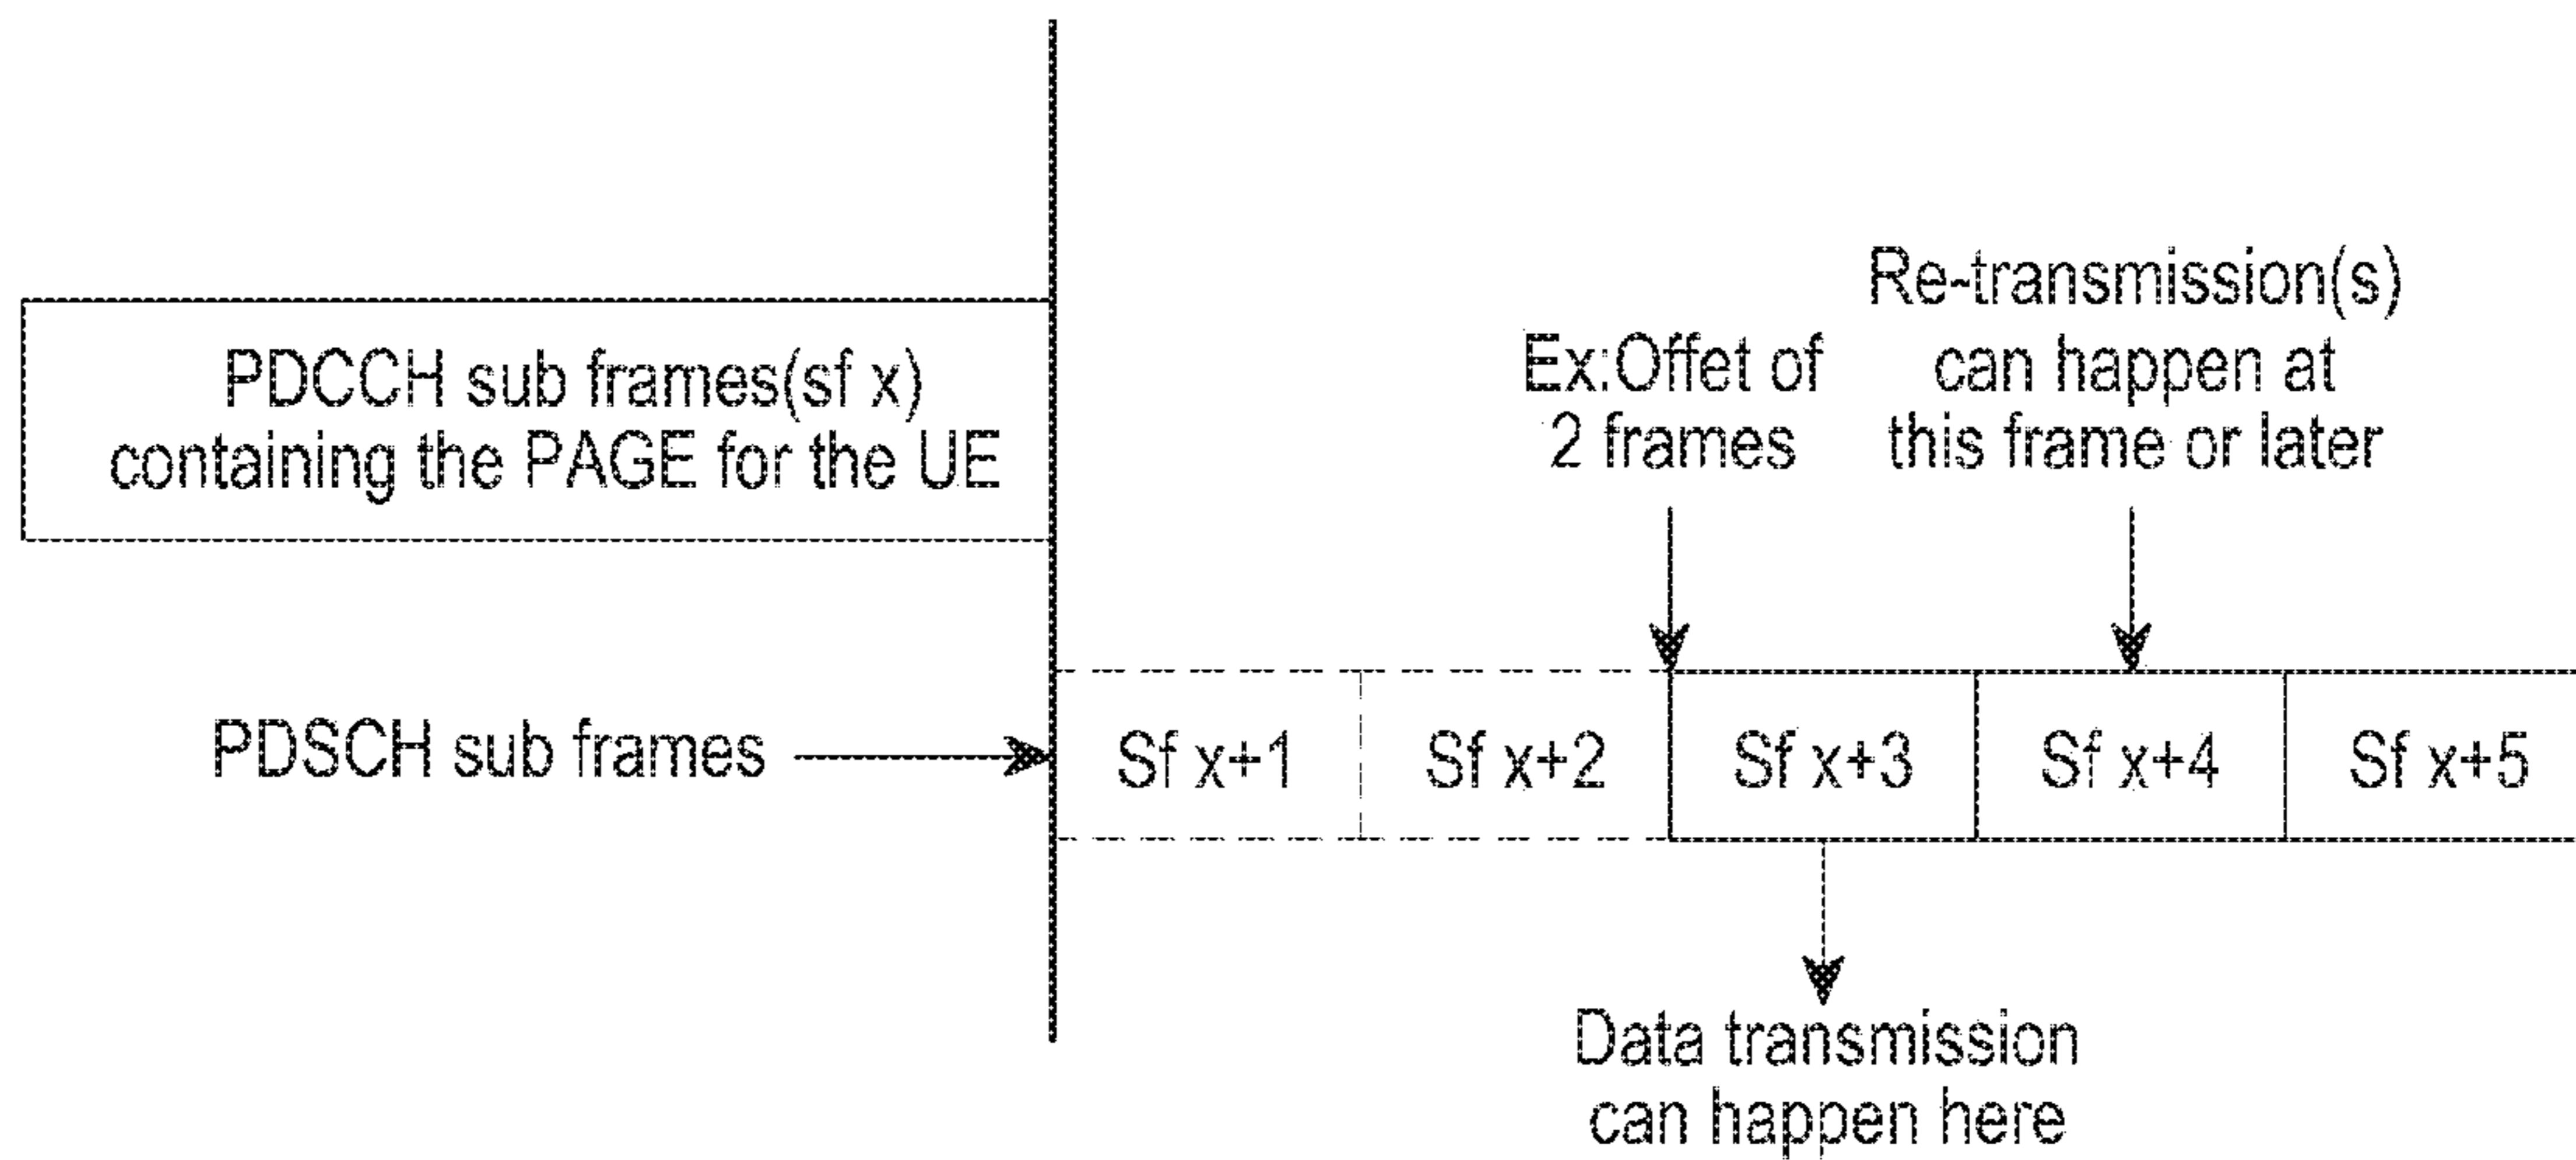 Re-transmission(s)
can happen at
this frame or later
Ex:Offet of
2 frames
PDCCH sub frames(sf x)
containing the PAGE for the UE
PDSCH sub frames
Sf x+1
Sf x+2
Sf x+3
Sf x+4
Sf x+5
Data transmission
can happen here